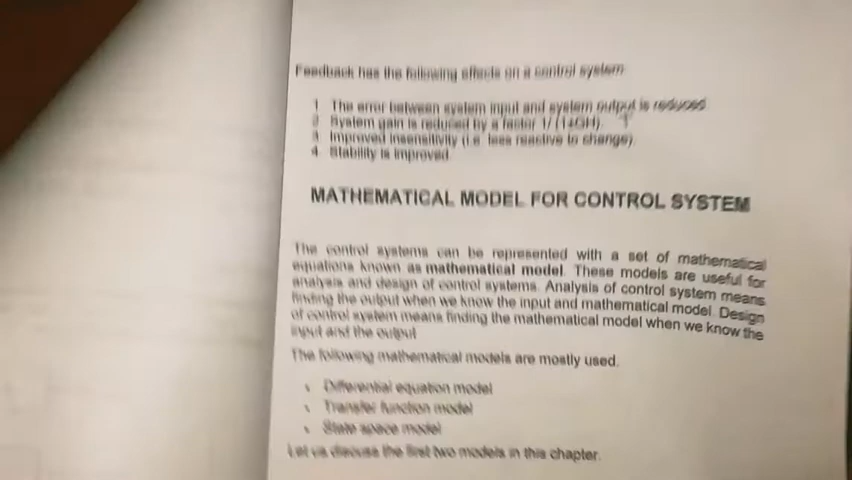 Feedback has the following effects on a control system
1 The error between system input and system output is reduced.
2 System gain is reduced by a factor 1/(1±GH).
3 Improved insensitivity (i.e. less reactive to change)
4 Stability is improved
MATHEMATICAL MODEL FOR CONTROL SYSTEM
The control systems can be represented with a set of mathematical
equations known as mathematical model. These models are useful for
analysis and design of control systems. Analysis of control system means
finding the output when we know the input and mathematical model. Design
of control system means finding the mathematical model when we know the
input and the output
The following mathematical models are mostly used.
Differential equation model
Transfer function model
State space model
Let us discuss the first two models in this chapter.